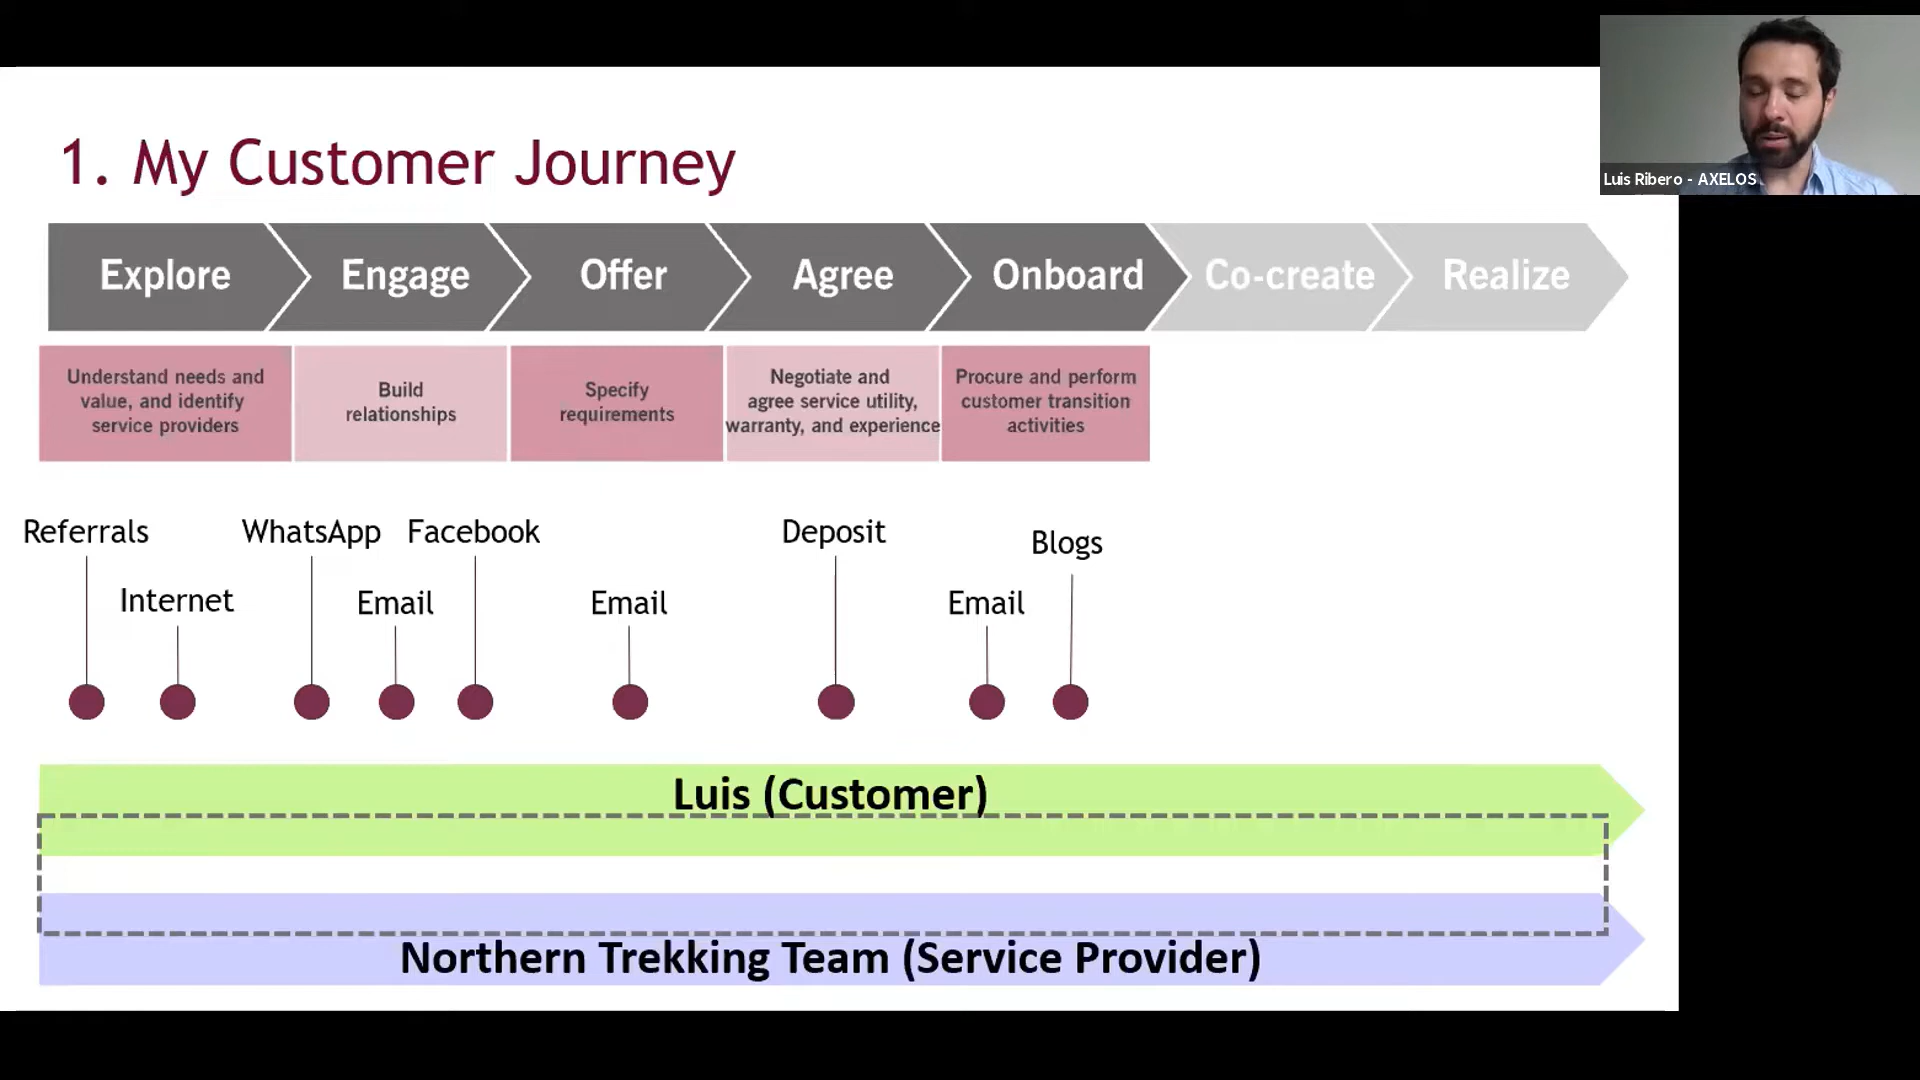 Luis Ribero - AXELOS
1. My Customer Journey
Explore
Engage
Offer
Agree
Onboard
Co-create
Realize
Understand needs and
value, and identify
service providers
Build
relationships
Specify
requirements
Negotiate and
agree service utility,
warranty, and experience
Procure and perform
customer transition
activities
Referrals
Internet
WhatsApp
Email
Facebook
Email
Deposit
Email
Blogs
Luis (Customer)
Northern Trekking Team (Service Provider)